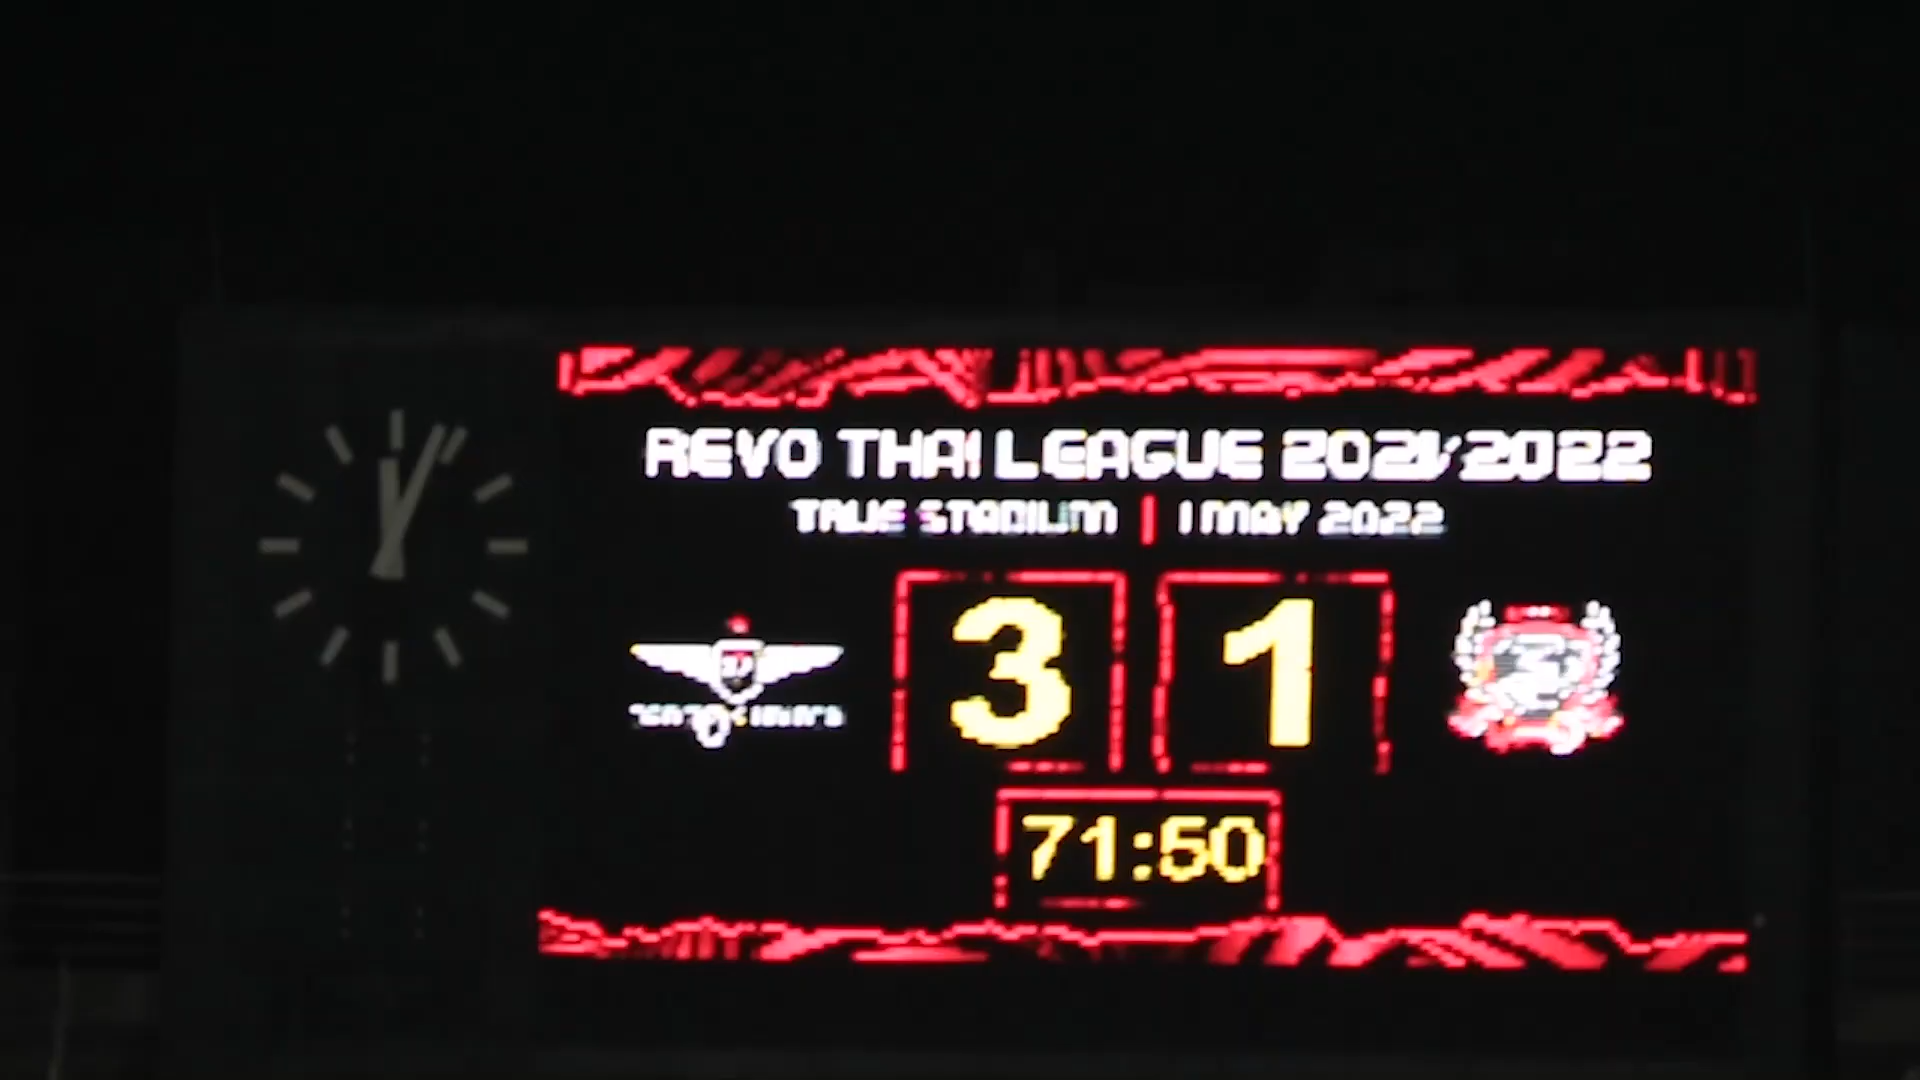 REVO THAI LEAGUE 2021/2022
TRUE STADIUM | 1 MAY 2022
3 1
71:50